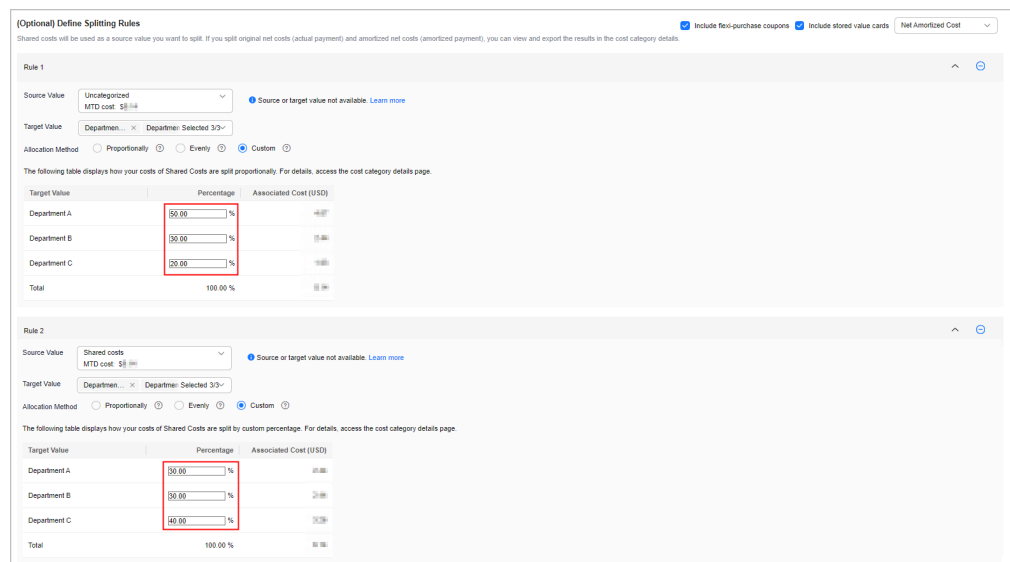 (Optional) Define Splitting Rules
Include flexi-purchase coupons Include stored value cards Net Amortized Cost
Shared costs will be used as a source value you want to split. If you split original net costs (actual payment) and amortized net costs (amortized payment), you can view and export the results in the cost category details.
Rule 1
Source Value Uncategorized
MTD cost: $
Source or target value not available. Learn more
Target Value Departmen... × Departmen Selected 3/3
Allocation Method Proportionally Evenly Custom
The following table displays how your costs of Shared Costs are split proportionally. For details, access the cost category details page.
Target Value Percentage Associated Cost (USD)
Department A 50.00 %
Department B 30.00 %
Department C 20.00 %
Total 100.00 %
Rule 2
Source Value Shared costs
MTD cost: $
Source or target value not available. Learn more
Target Value Departmen... × Departmen Selected 3/3
Allocation Method Proportionally Evenly Custom
The following table displays how your costs of Shared Costs are split by custom percentage. For details, access the cost category details page.
Target Value Percentage Associated Cost (USD)
Department A 30.00 %
Department B 30.00 %
Department C 40.00 %
Total 100.00 %